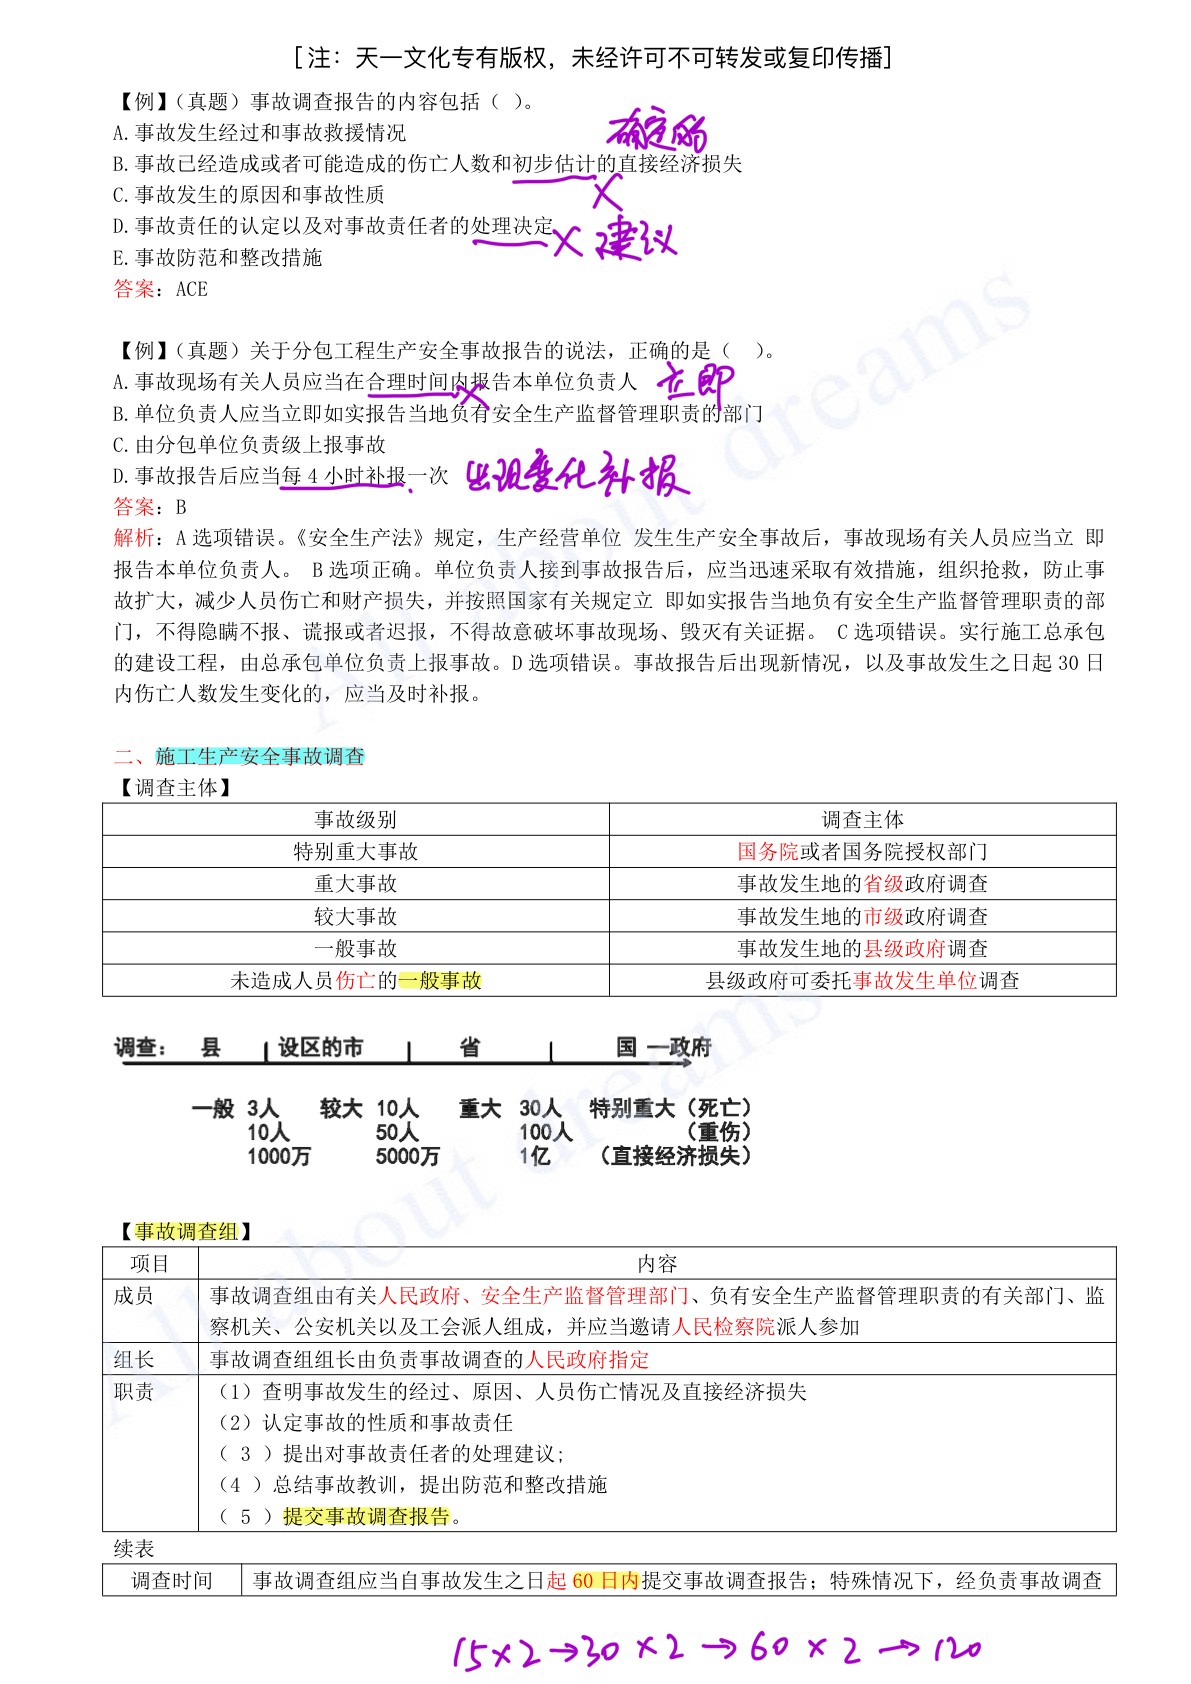 [注：天一文化专有版权，未经许可不可转发或复印传播]
【例】（真题）事故调查报告的内容包括（ ）。
A.事故发生经过和事故救援情况
确定的
B.事故已经造成或者可能造成的伤亡人数和初步估计的直接经济损失
C.事故发生的原因和事故性质 ×
D.事故责任的认定以及对事故责任者的处理决定 × 建议
E.事故防范和整改措施
答案：ACE
【例】（真题）关于分包工程生产安全事故报告的说法，正确的是（ ）。
A.事故现场有关人员应当在合理时间内报告本单位负责人 × 立即
B.单位负责人应当立即如实报告当地负有安全生产监督管理职责的部门
C.由分包单位负责级上报事故
D.事故报告后应当每 4 小时补报一次 出现变化补报
答案：B
解析：A 选项错误。《安全生产法》规定，生产经营单位 发生生产安全事故后，事故现场有关人员应当立 即
报告本单位负责人。 B 选项正确。单位负责人接到事故报告后，应当迅速采取有效措施，组织抢救，防止事
故扩大，减少人员伤亡和财产损失，并按照国家有关规定立 即如实报告当地负有安全生产监督管理职责的部
门，不得隐瞒不报、谎报或者迟报，不得故意破坏事故现场、毁灭有关证据。 C 选项错误。实行施工总承包
的建设工程，由总承包单位负责上报事故。D 选项错误。事故报告后出现新情况，以及事故发生之日起 30 日
内伤亡人数发生变化的，应当及时补报。
二、施工生产安全事故调查
【调查主体】
事故级别 调查主体
特别重大事故 国务院或者国务院授权部门
重大事故 事故发生地的省级政府调查
较大事故 事故发生地的市级政府调查
一般事故 事故发生地的县级政府调查
未造成人员伤亡的一般事故 县级政府可委托事故发生单位调查
调查： 县 设区的市 省 国 —政府
一般 3人 较大 10人 重大 30人 特别重大（死亡）
10人 50人 100人 （重伤）
1000万 5000万 1亿 （直接经济损失）
【事故调查组】
项目 内容
成员 事故调查组由有关人民政府、安全生产监督管理部门、负有安全生产监督管理职责的有关部门、监
察机关、公安机关以及工会派人组成，并应当邀请人民检察院派人参加
组长 事故调查组组长由负责事故调查的人民政府指定
职责 （1）查明事故发生的经过、原因、人员伤亡情况及直接经济损失
（2）认定事故的性质和事故责任
（ 3 ）提出对事故责任者的处理建议;
（4 ）总结事故教训，提出防范和整改措施
（ 5 ）提交事故调查报告。
续表
调查时间 事故调查组应当自事故发生之日起 60 日内提交事故调查报告；特殊情况下，经负责事故调查
15×2→30×2→60×2→120
All about dreams
All about dreams